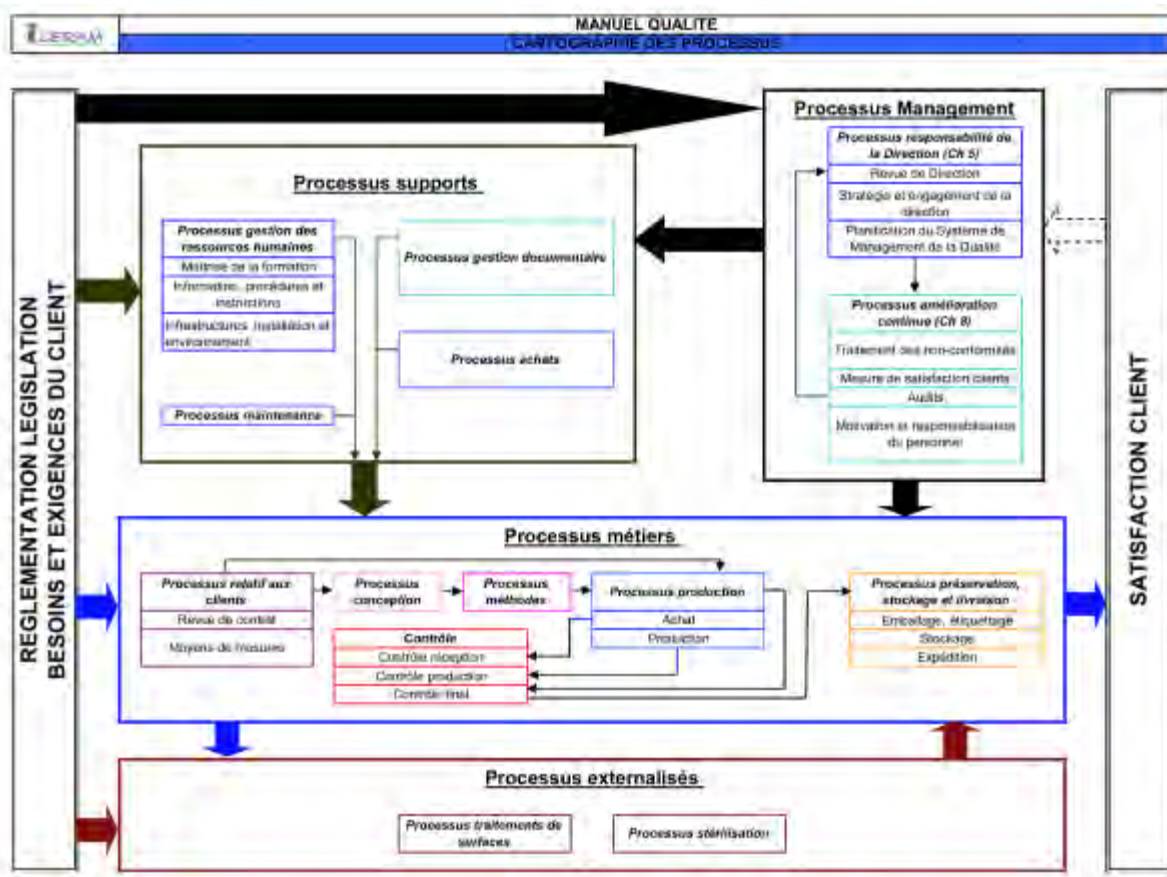 MANUEL QUALITE
CARTOGRAPHIE DES PROCESSUS
REGLEMENTATION LEGISLATION
BESOINS ET EXIGENCES DU CLIENT
Processus supports
Processus gestion des
ressources humaines
Maîtrise de la formation
Information, procédures et
instructions
Infrastructures, installation et
environnement
Processus maintenance
Processus gestion documentaire
Processus achats
Processus Management
Processus responsabilité de
la Direction (Ch 5)
Revue de Direction
Stratégie et engagement de la
direction
Planification du Système de
Management de la Qualité
Processus amélioration
continue (Ch 8)
Traitement des non-conformités
Mesure de satisfaction clients
Audits
Motivation et responsabilisation
du personnel
Processus métiers
Processus relatif aux
clients
Revue de contrat
Moyens de mesures
Processus
conception
Processus
méthodes
Processus production
Achat
Production
Contrôle
Contrôle réception
Contrôle production
Contrôle final
Processus préservation,
stockage et livraison
Emballage, étiquettage
Stockage
Expédition
Processus externalisés
Processus traitements de
surfaces
Processus stérilisation
SATISFACTION CLIENT